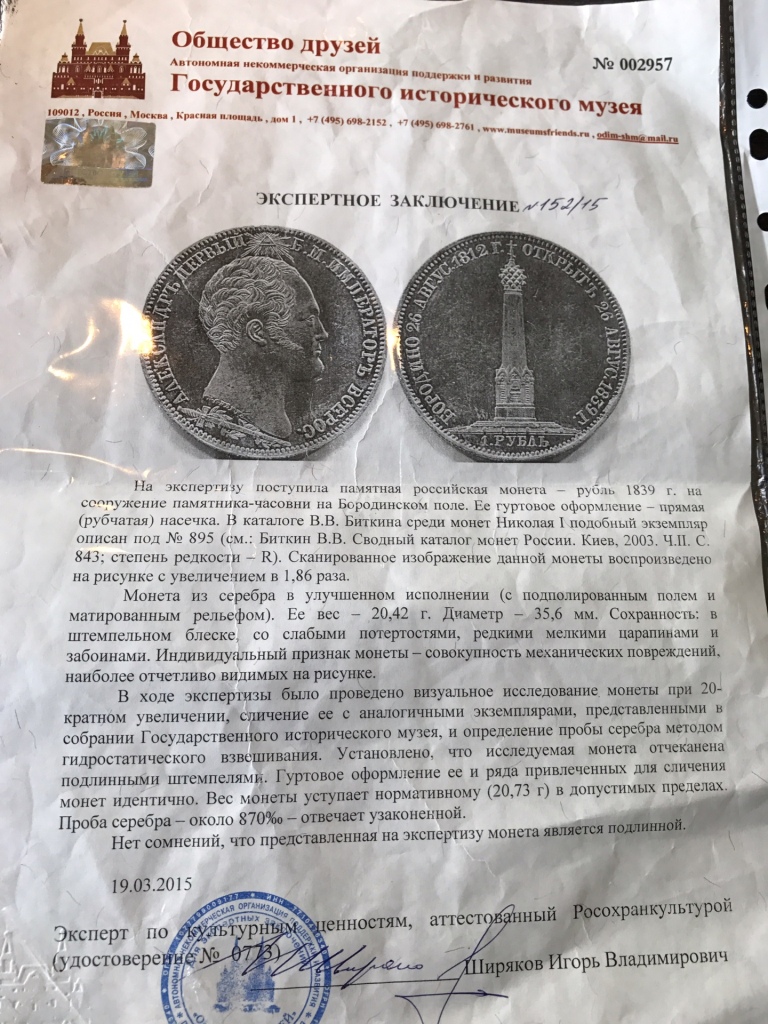 Общество друзей
№ 002957
Автономная некоммерческая организация поддержки и развития
Государственного исторического музея
109012 , Россия , Москва , Красная площадь , дом 1 , +7 (495) 698-2152 , +7 (495) 698-2761 , www.museumsfriends.ru , odim-shm@mail.ru
ЭКСПЕРТНОЕ ЗАКЛЮЧЕНИЕ №152/15
АЛЕКСАНДРЪ ПЕРВЫЙ Б.М. ИМПЕРАТОРЪ ВСЕРОС.
БОРОДИНО 26 АВГУС. 1812 Г. ОТКРЫТЪ 26 АВГУС. 1839 Г.
1. РУБЛЬ.
На экспертизу поступила памятная российская монета – рубль 1839 г. на
сооружение памятника-часовни на Бородинском поле. Ее гуртовое оформление – прямая
(рубчатая) насечка. В каталоге В.В. Биткина среди монет Николая I подобный экземпляр
описан под № 895 (см.: Биткин В.В. Сводный каталог монет России. Киев, 2003. Ч.II. С.
843; степень редкости – R). Сканированное изображение данной монеты воспроизведено
на рисунке с увеличением в 1,86 раза.
Монета из серебра в улучшенном исполнении (с подполированным полем и
матированным рельефом). Ее вес – 20,42 г. Диаметр – 35,6 мм. Сохранность: в
штемпельном блеске, со слабыми потертостями, редкими мелкими царапинами и
забоинами. Индивидуальный признак монеты – совокупность механических повреждений,
наиболее отчетливо видимых на рисунке.
В ходе экспертизы было проведено визуальное исследование монеты при 20-
кратном увеличении, сличение ее с аналогичными экземплярами, представленными в
собрании Государственного исторического музея, и определение пробы серебра методом
гидростатического взвешивания. Установлено, что исследуемая монета отчеканена
подлинными штемпелями. Гуртовое оформление ее и ряда привлеченных для сличения
монет идентично. Вес монеты уступает нормативному (20,73 г) в допустимых пределах.
Проба серебра – около 870‰ – отвечает узаконенной.
Нет сомнений, что представленная на экспертизу монета является подлинной.
19.03.2015
Эксперт по культурным ценностям, аттестованный Росохранкультурой
(удостоверение № 0773)
Ширяков Игорь Владимирович